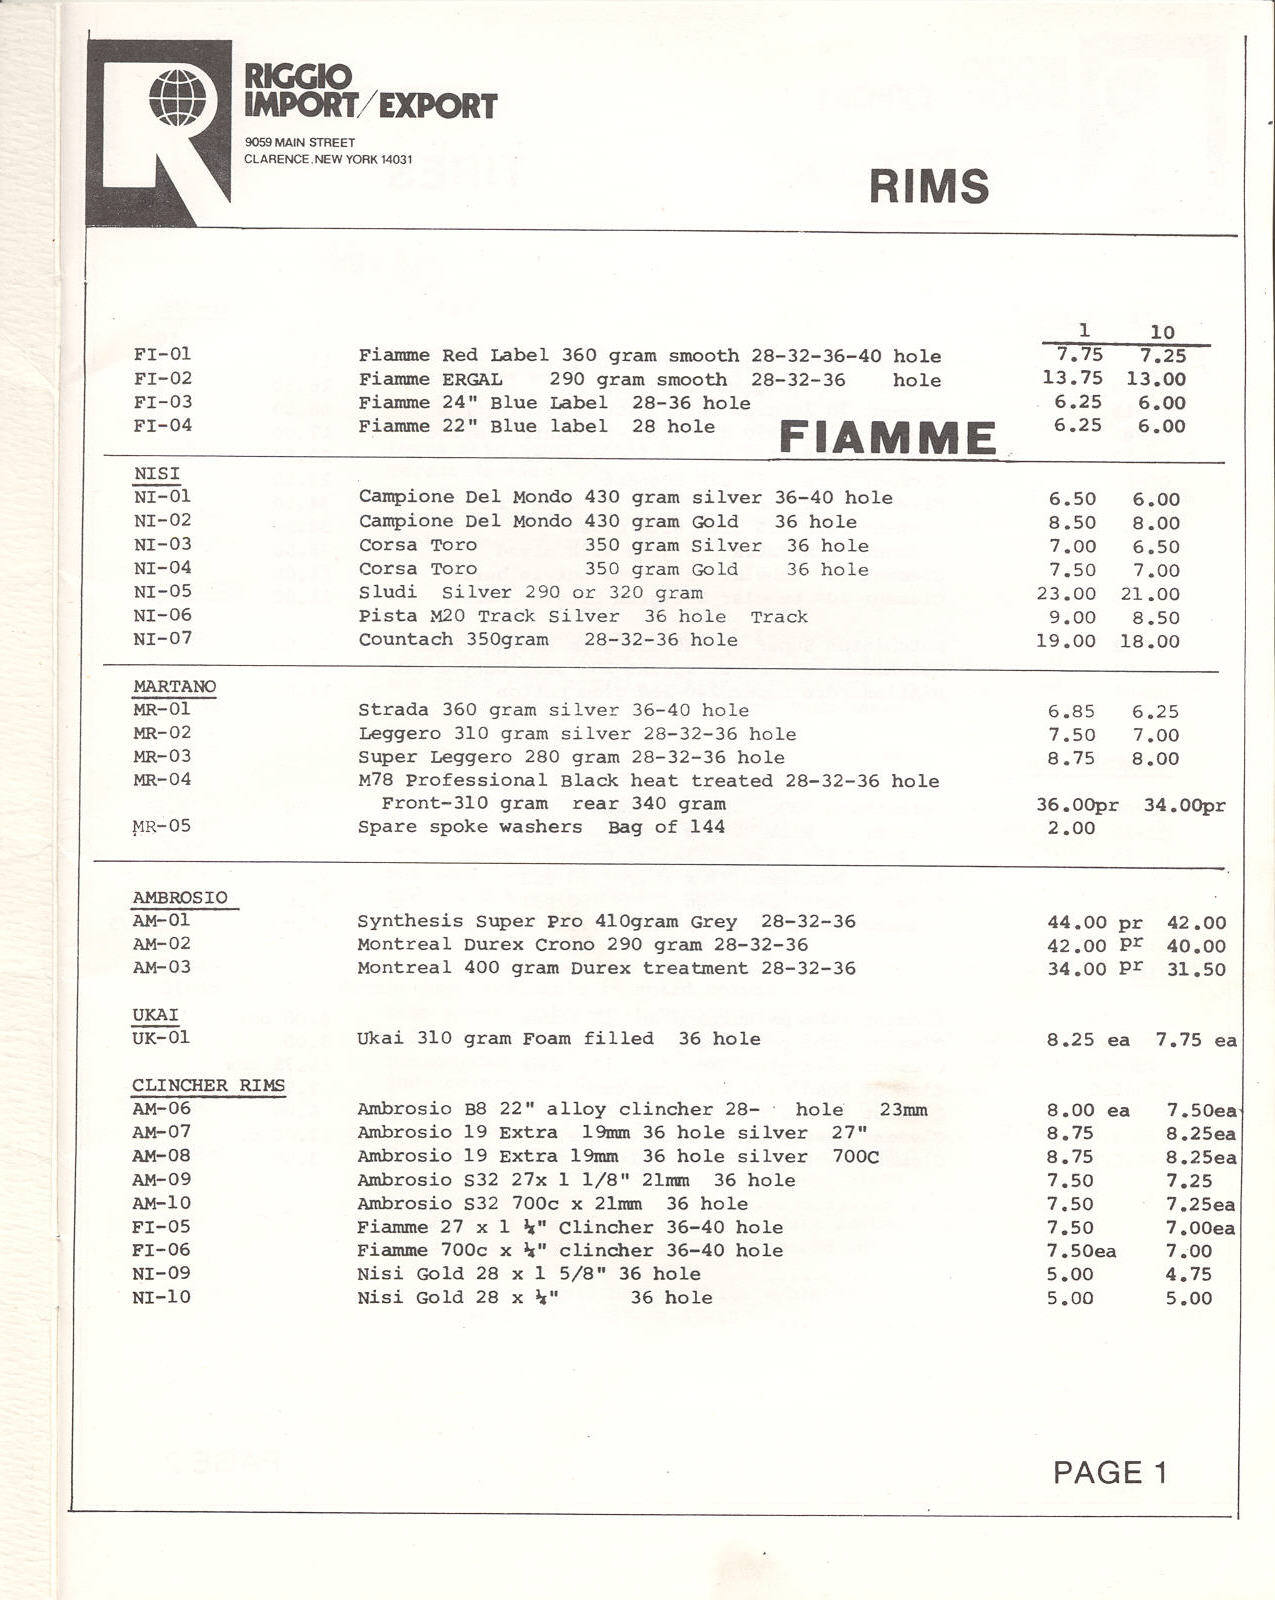 RIGGIO
IMPORT/EXPORT
9059 MAIN STREET
CLARENCE, NEW YORK 14031
RIMS
1 10
FI-01 Fiamme Red Label 360 gram smooth 28-32-36-40 hole 7.75 7.25
FI-02 Fiamme ERGAL 290 gram smooth 28-32-36 hole 13.75 13.00
FI-03 Fiamme 24" Blue Label 28-36 hole 6.25 6.00
FI-04 Fiamme 22" Blue label 28 hole 6.25 6.00
FIAMME
NISI
NI-01 Campione Del Mondo 430 gram silver 36-40 hole 6.50 6.00
NI-02 Campione Del Mondo 430 gram Gold 36 hole 8.50 8.00
NI-03 Corsa Toro 350 gram Silver 36 hole 7.00 6.50
NI-04 Corsa Toro 350 gram Gold 36 hole 7.50 7.00
NI-05 Sludi Silver 290 or 320 gram 23.00 21.00
NI-06 Pista M20 Track Silver 36 hole Track 9.00 8.50
NI-07 Countach 350gram 28-32-36 hole 19.00 18.00
MARTANO
MR-01 Strada 360 gram silver 36-40 hole 6.85 6.25
MR-02 Leggero 310 gram silver 28-32-36 hole 7.50 7.00
MR-03 Super Leggero 280 gram 28-32-36 hole 8.75 8.00
MR-04 M78 Professional Black heat treated 28-32-36 hole
Front-310 gram rear 340 gram 36.00pr 34.00pr
MR-05 Spare spoke washers Bag of 144 2.00
AMBROSIO
AM-01 Synthesis Super Pro 410gram Grey 28-32-36 44.00 pr 42.00
AM-02 Montreal Durex Crono 290 gram 28-32-36 42.00 pr 40.00
AM-03 Montreal 400 gram Durex treatment 28-32-36 34.00 pr 31.50
UKAI
UK-01 Ukai 310 gram Foam filled 36 hole 8.25 ea 7.75 ea
CLINCHER RIMS
AM-06 Ambrosio B8 22" alloy clincher 28- hole 23mm 8.00 ea 7.50ea
AM-07 Ambrosio 19 Extra 19mm 36 hole silver 27" 8.75 8.25ea
AM-08 Ambrosio 19 Extra 19mm 36 hole silver 700C 8.75 8.25ea
AM-09 Ambrosio S32 27x 1 1/8" 21mm 36 hole 7.50 7.25
AM-10 Ambrosio S32 700c x 21mm 36 hole 7.50 7.25ea
FI-05 Fiamme 27 x 1 ¼" Clincher 36-40 hole 7.50 7.00ea
FI-06 Fiamme 700c x ¼" clincher 36-40 hole 7.50ea 7.00
NI-09 Nisi Gold 28 x 1 5/8" 36 hole 5.00 4.75
NI-10 Nisi Gold 28 x ¼" 36 hole 5.00 5.00
PAGE 1